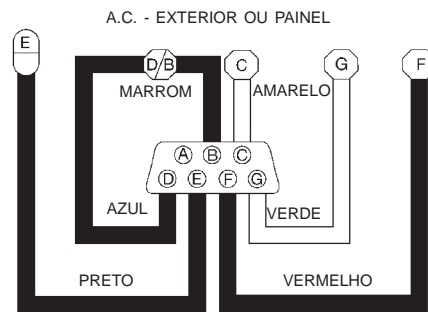 A.C. - EXTERIOR OU PAINEL
E
D/B
C
G
F
MARROM
AMARELO
A B C
D E F G
AZUL
VERDE
PRETO
VERMELHO